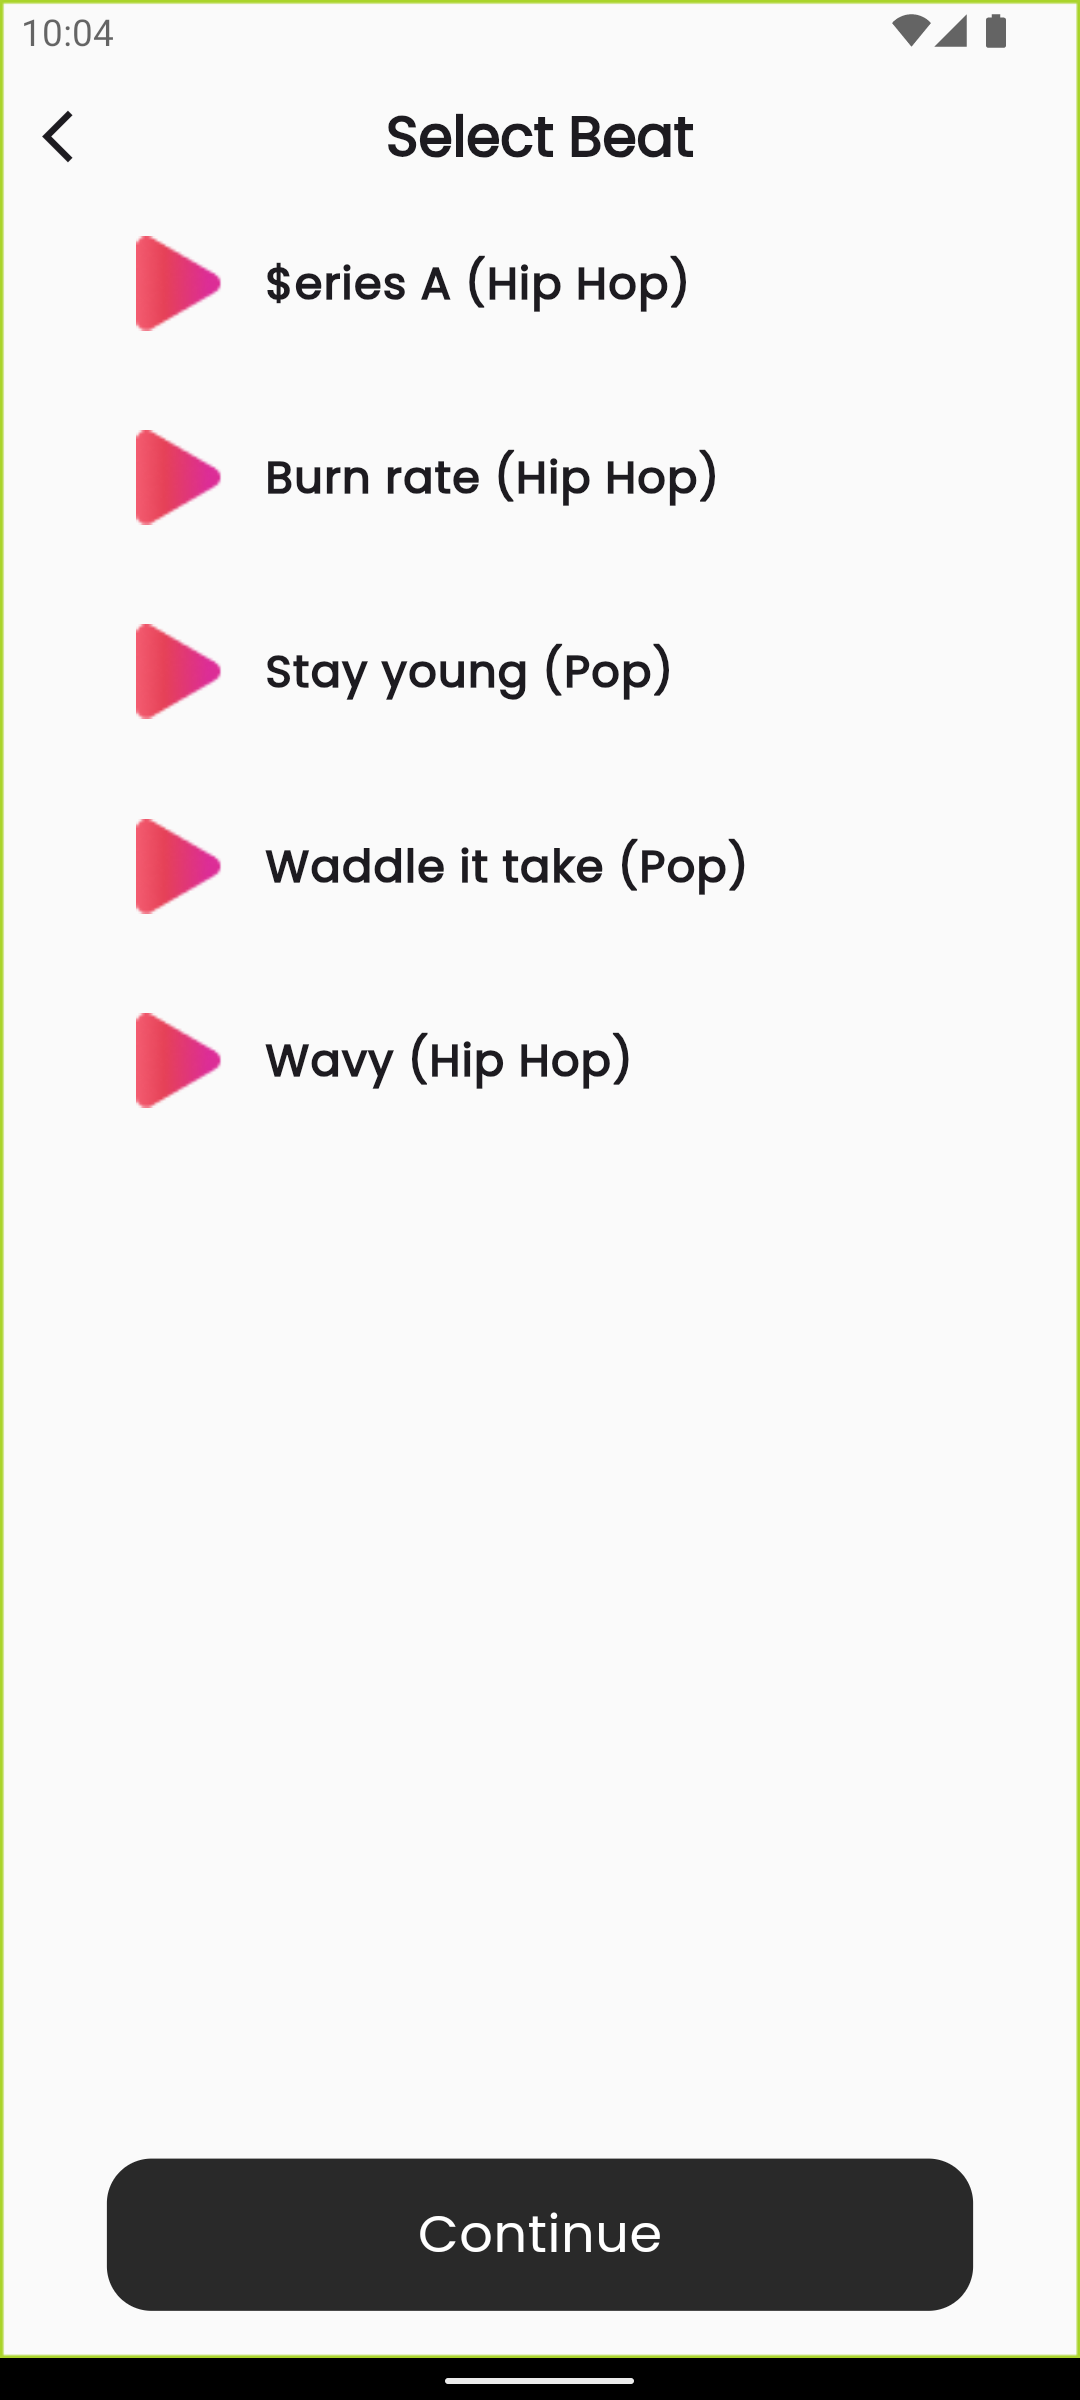 10:04
Select Beat
$eries A (Hip Hop)
Burn rate (Hip Hop)
Stay young (Pop)
Waddle it take (Pop)
Wavy (Hip Hop)
Continue